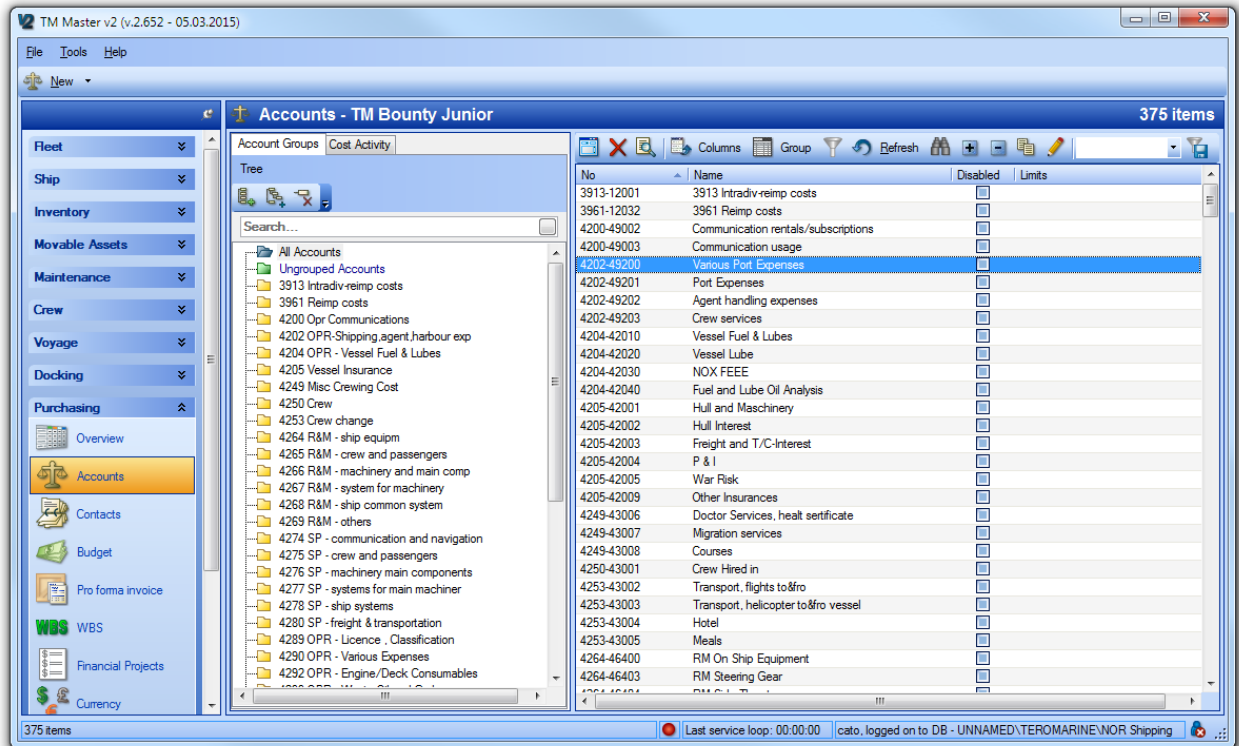 V2 TM Master v2 (v.2.652 - 05.03.2015)
File Tools Help
New
Accounts - TM Bounty Junior 375 items
Fleet
Ship
Inventory
Movable Assets
Maintenance
Crew
Voyage
Docking
Purchasing
Overview
Accounts
Contacts
Budget
Pro forma invoice
WBS WBS
Financial Projects
Currency
Account Groups Cost Activity
Tree
Search...
All Accounts
Ungrouped Accounts
3913 Intradiv-reimp costs
3961 Reimp costs
4200 Opr Communications
4202 OPR-Shipping,agent,harbour exp
4204 OPR - Vessel Fuel & Lubes
4205 Vessel Insurance
4249 Misc Crewing Cost
4250 Crew
4253 Crew change
4264 R&M - ship equipm
4265 R&M - crew and passengers
4266 R&M - machinery and main comp
4267 R&M - system for machinery
4268 R&M - ship common system
4269 R&M - others
4274 SP - communication and navigation
4275 SP - crew and passengers
4276 SP - machinery main components
4277 SP - systems for main machiner
4278 SP - ship systems
4280 SP - freight & transportation
4289 OPR - Licence , Classification
4290 OPR - Various Expenses
4292 OPR - Engine/Deck Consumables
Columns Group Refresh
No Name Disabled Limits
3913-12001 3913 Intradiv-reimp costs
3961-12032 3961 Reimp costs
4200-49002 Communication rentals/subscriptions
4200-49003 Communication usage
4202-49200 Various Port Expenses
4202-49201 Port Expenses
4202-49202 Agent handling expenses
4202-49203 Crew services
4204-42010 Vessel Fuel & Lubes
4204-42020 Vessel Lube
4204-42030 NOX FEEE
4204-42040 Fuel and Lube Oil Analysis
4205-42001 Hull and Maschinery
4205-42002 Hull Interest
4205-42003 Freight and T/C-Interest
4205-42004 P & I
4205-42005 War Risk
4205-42009 Other Insurances
4249-43006 Doctor Services, healt sertificate
4249-43007 Migration services
4249-43008 Courses
4250-43001 Crew Hired in
4253-43002 Transport, flights to&fro
4253-43003 Transport, helicopter to&fro vessel
4253-43004 Hotel
4253-43005 Meals
4264-46400 RM On Ship Equipment
4264-46403 RM Steering Gear
375 items Last service loop: 00:00:00 cato, logged on to DB - UNNAMED\TEROMARINE\NOR Shipping